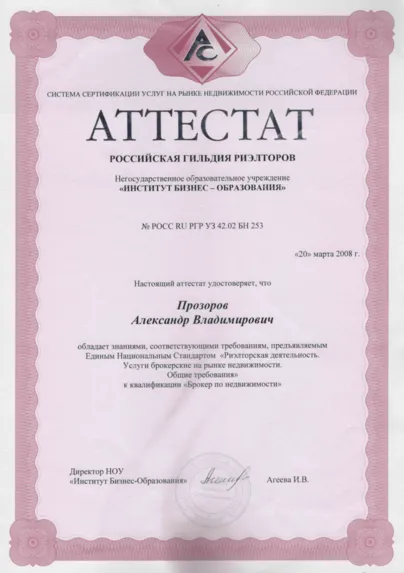 АС
СИСТЕМА СЕРТИФИКАЦИИ УСЛУГ НА РЫНКЕ НЕДВИЖИМОСТИ РОССИЙСКОЙ ФЕДЕРАЦИИ
АТТЕСТАТ
РОССИЙСКАЯ ГИЛЬДИЯ РИЭЛТОРОВ
Негосударственное образовательное учреждение
«ИНСТИТУТ БИЗНЕС – ОБРАЗОВАНИЯ»
№ РОСС RU РГР УЗ 42.02 БН 253
«20» марта 2008 г.
Настоящий аттестат удостоверяет, что
Прозоров
Александр Владимирович
обладает знаниями, соответствующими требованиям, предъявляемым
Единым Национальным Стандартом «Риэлторская деятельность.
Услуги брокерские на рынке недвижимости.
Общие требования»
к квалификации «Брокер по недвижимости»
Директор НОУ
«Институт Бизнес-Образования» Агеева И.В.